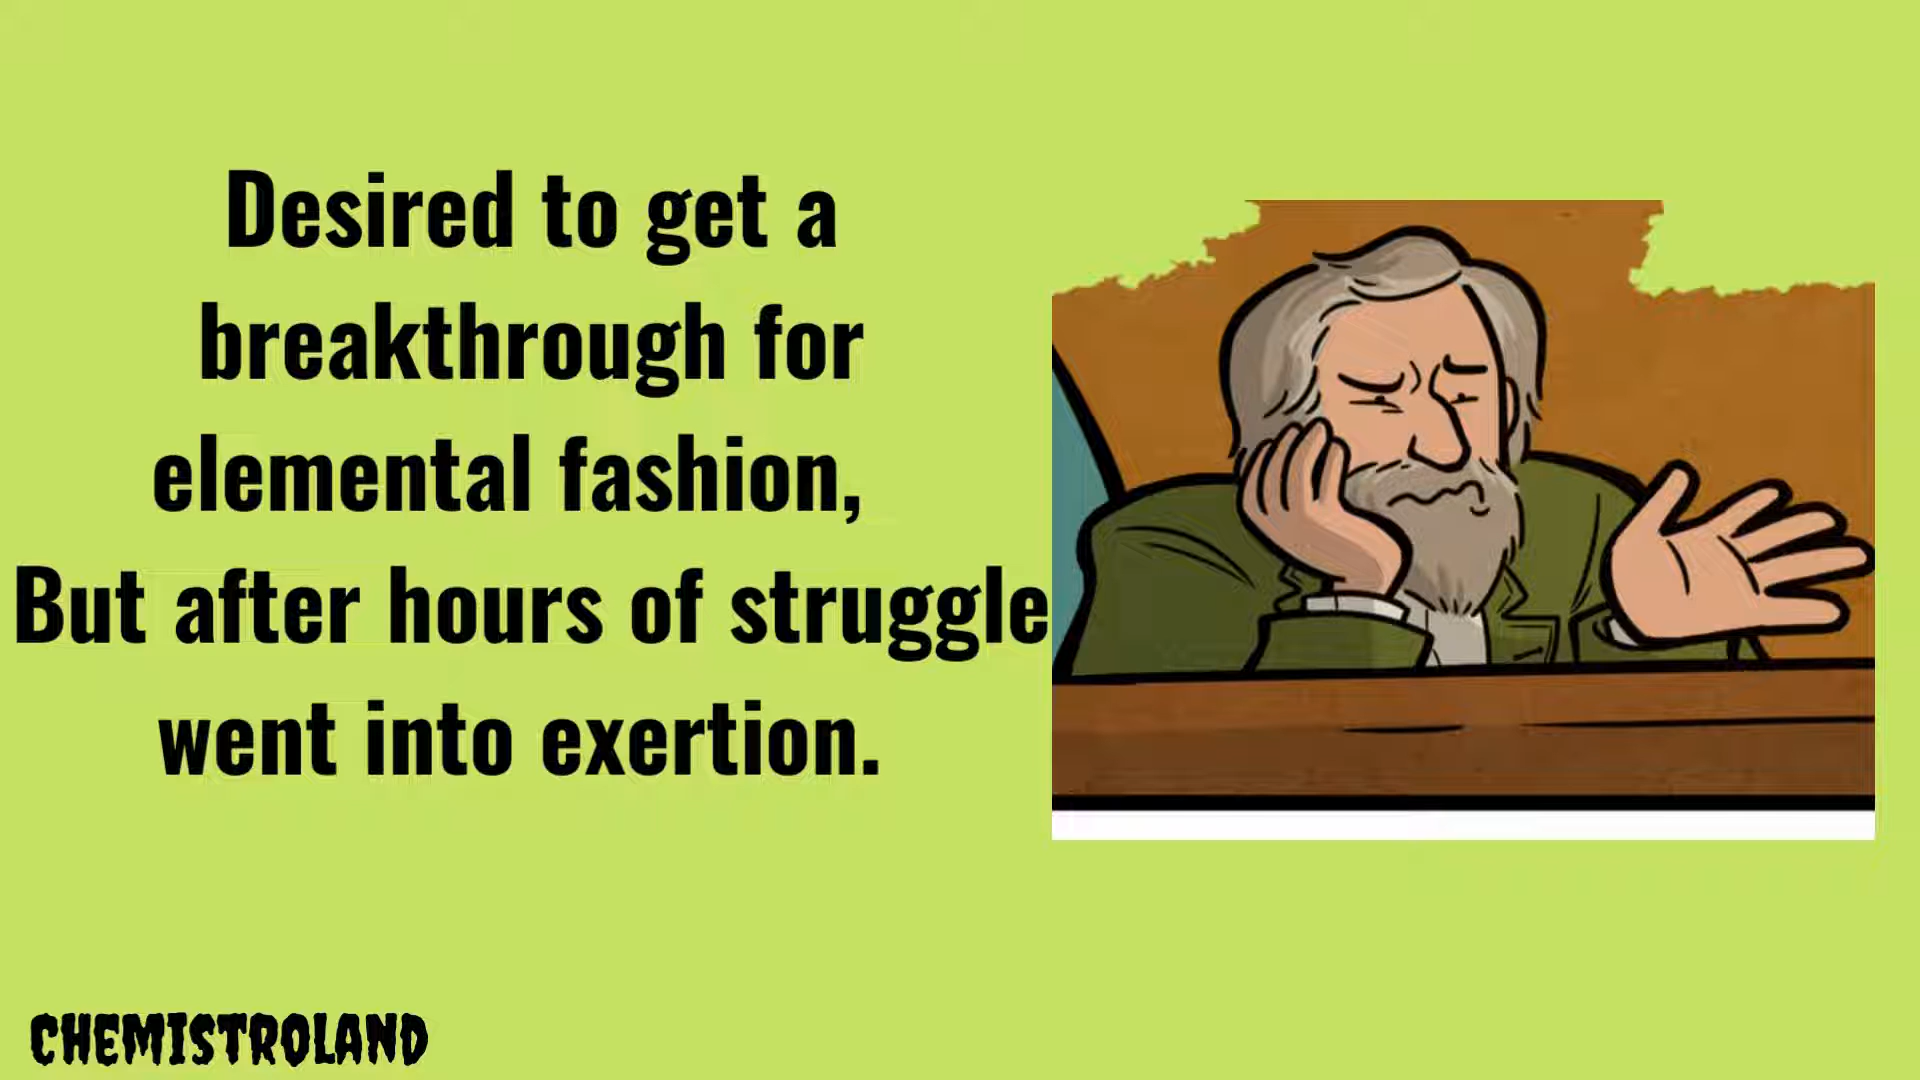 Desired to get a
breakthrough for
elemental fashion,
But after hours of struggle
went into exertion.
CHEMISTROLAND